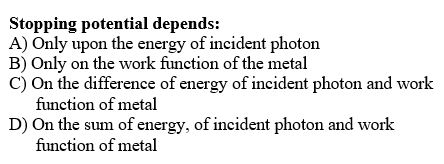 Stopping potential depends:
A) Only upon the energy of incident photon
B) Only on the work function of the metal
C) On the difference of energy of incident photon and work
function of metal
D) On the sum of energy, of incident photon and work
function of metal